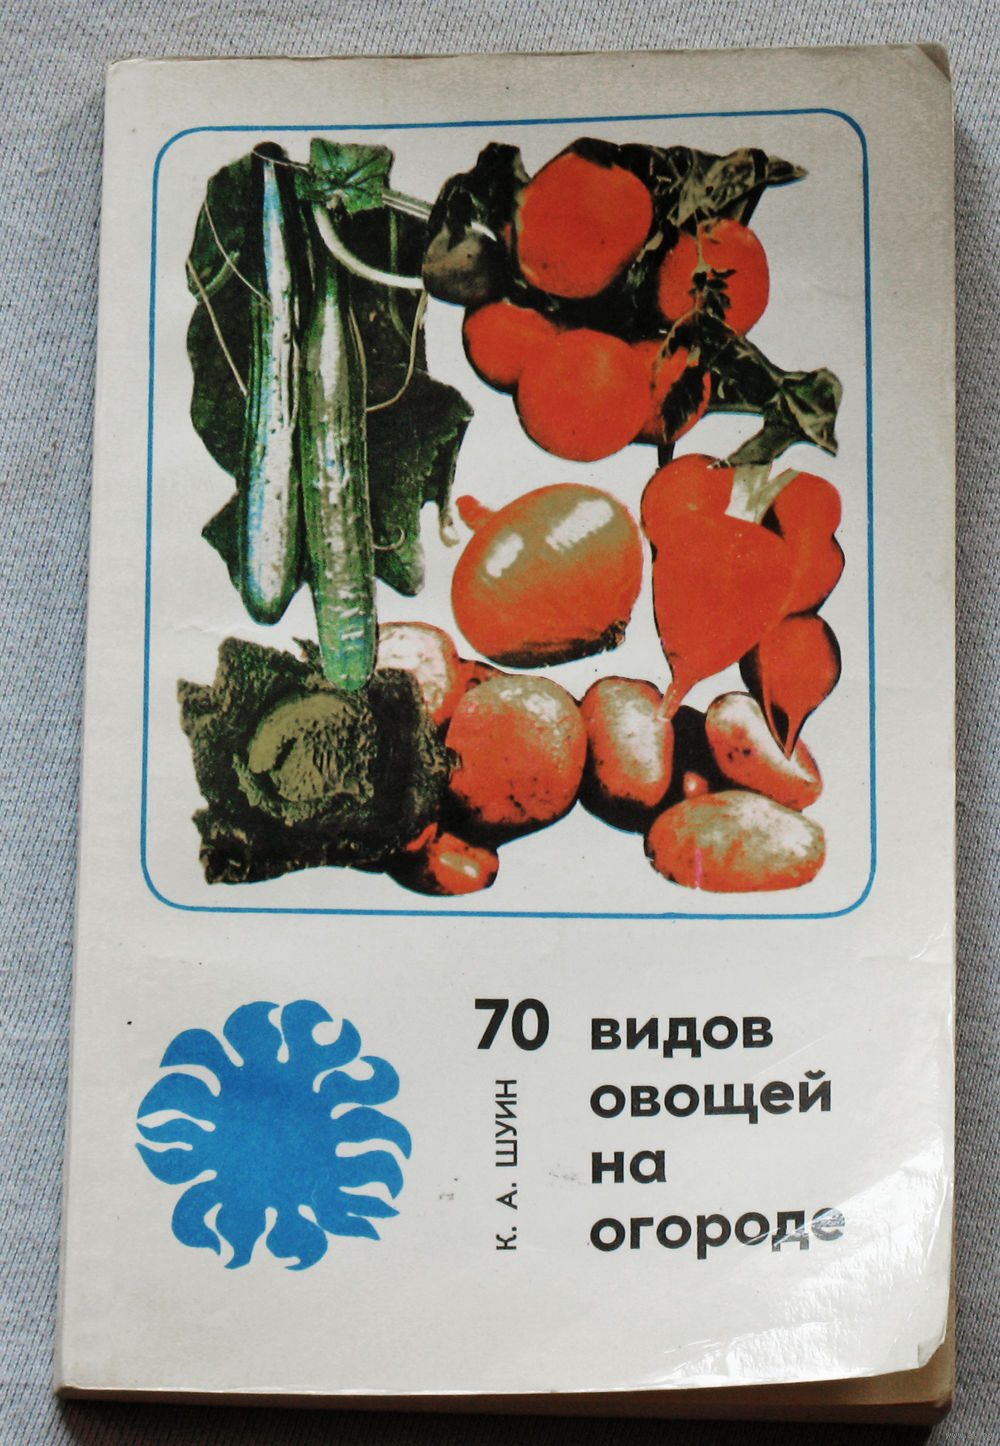 70 видов
овощей
на
огороде
К. А. ШУИН